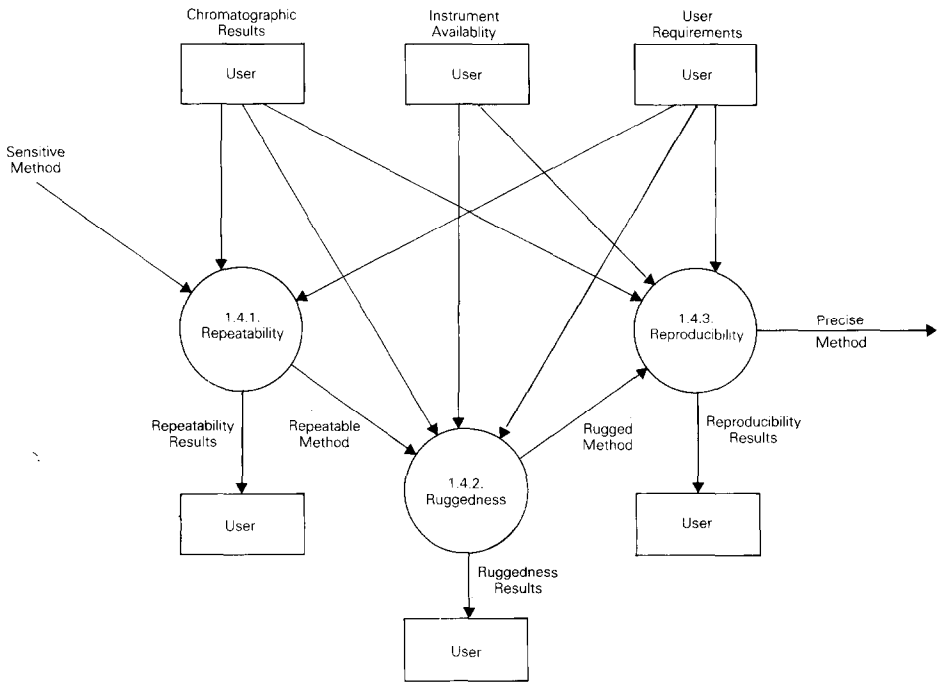 Chromatographic
Results
Instrument
Availablity
User
Requirements
User
User
User
Sensitive
Method
1.4.1.
Repeatability
1.4.3.
Reproducibility
Precise
Method
Repeatability
Results
Repeatable
Method
Rugged
Method
Reproducibility
Results
1.4.2.
Ruggedness
User
User
Ruggedness
Results
User